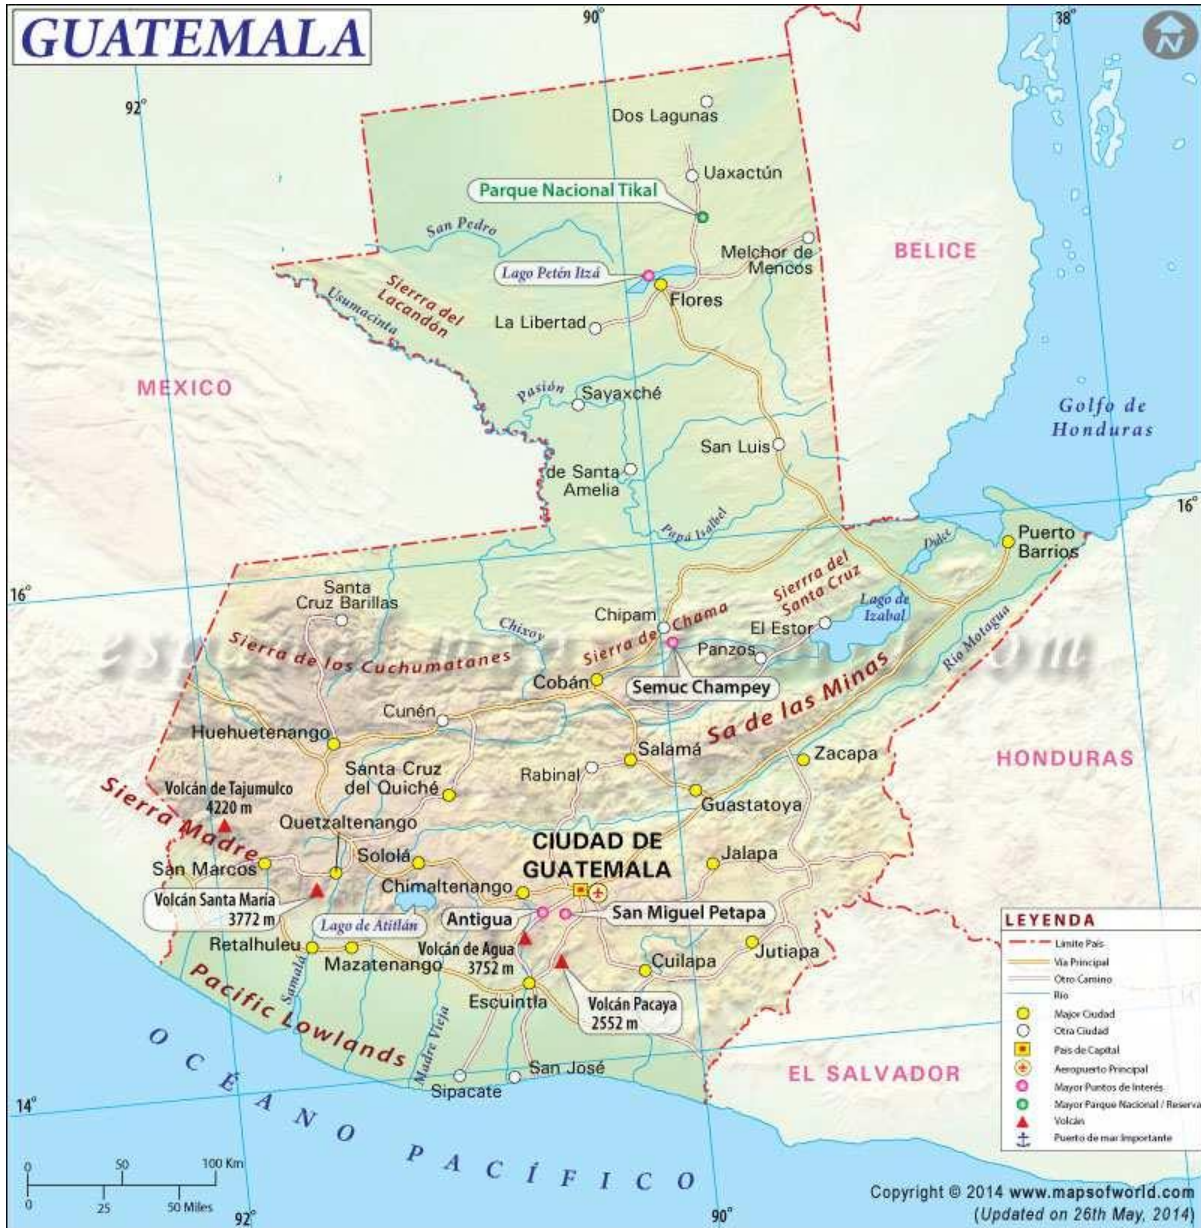 GUATEMALA
90°
38°
N
92°
Dos Lagunas
Uaxactún
Parque Nacional Tikal
San Pedro
Melchor de
Mencos
BELICE
Lago Petén Itzá
Sierrra del
Lacandón
Usumacinta
Flores
La Libertad
MEXICO
Pasión
Sayaxché
Golfo de
Honduras
San Luis
de Santa
Amelia
16°
Papá Isalbel
Dulce
Puerto
Barrios
16°
Santa
Cruz Barillas
Sierrra del
Santa Cruz
Lago de
Izabal
Chixoy
Chipam
Sierra de Chama
El Estor
Río Motagua
Sierra de los Cuchumatanes
Panzos
Cobán
Semuc Champey
Sa de las Minas
Cunén
Huehuetenango
Salamá
Zacapa
HONDURAS
Santa Cruz
del Quiché
Rabinal
Volcán de Tajumulco
4220 m
Guastatoya
Sierra Madre
Quetzaltenango
CIUDAD DE
GUATEMALA
Sololá
Jalapa
San Marcos
Chimaltenango
Volcán Santa María
3772 m
Antigua
San Miguel Petapa
Lago de Atitlán
LEYENDA
Retalhuleu
Volcán de Agua
3752 m
Jutiapa
Mazatenango
Cuilapa
Samalá
Pacific Lowlands
Escuintla
Volcán Pacaya
2552 m
Madre Vieja
Limite País
Vía Principal
Otro Camino
Río
Major Ciudad
Otra Ciudad
País de Capital
Aeropuerto Principal
Mayor Puntos de Interés
Mayor Parque Nacional / Reserva
Volcán
Puerto de mar Importante
San José
Sipacate
EL SALVADOR
14°
OCÉANO PACÍFICO
0 50 100 Km
0 25 50 Miles
92°
90°
Copyright © 2014 www.mapsofworld.com
(Updated on 26th May, 2014)